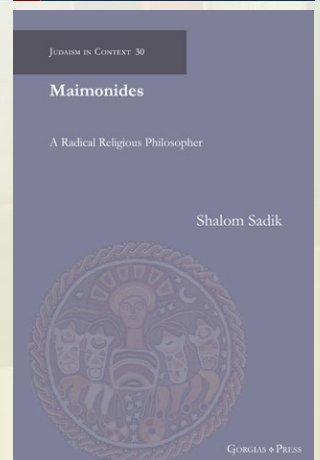 JUDAISM IN CONTEXT 30
Maimonides
A Radical Religious Philosopher
Shalom Sadik
GORGIAS PRESS